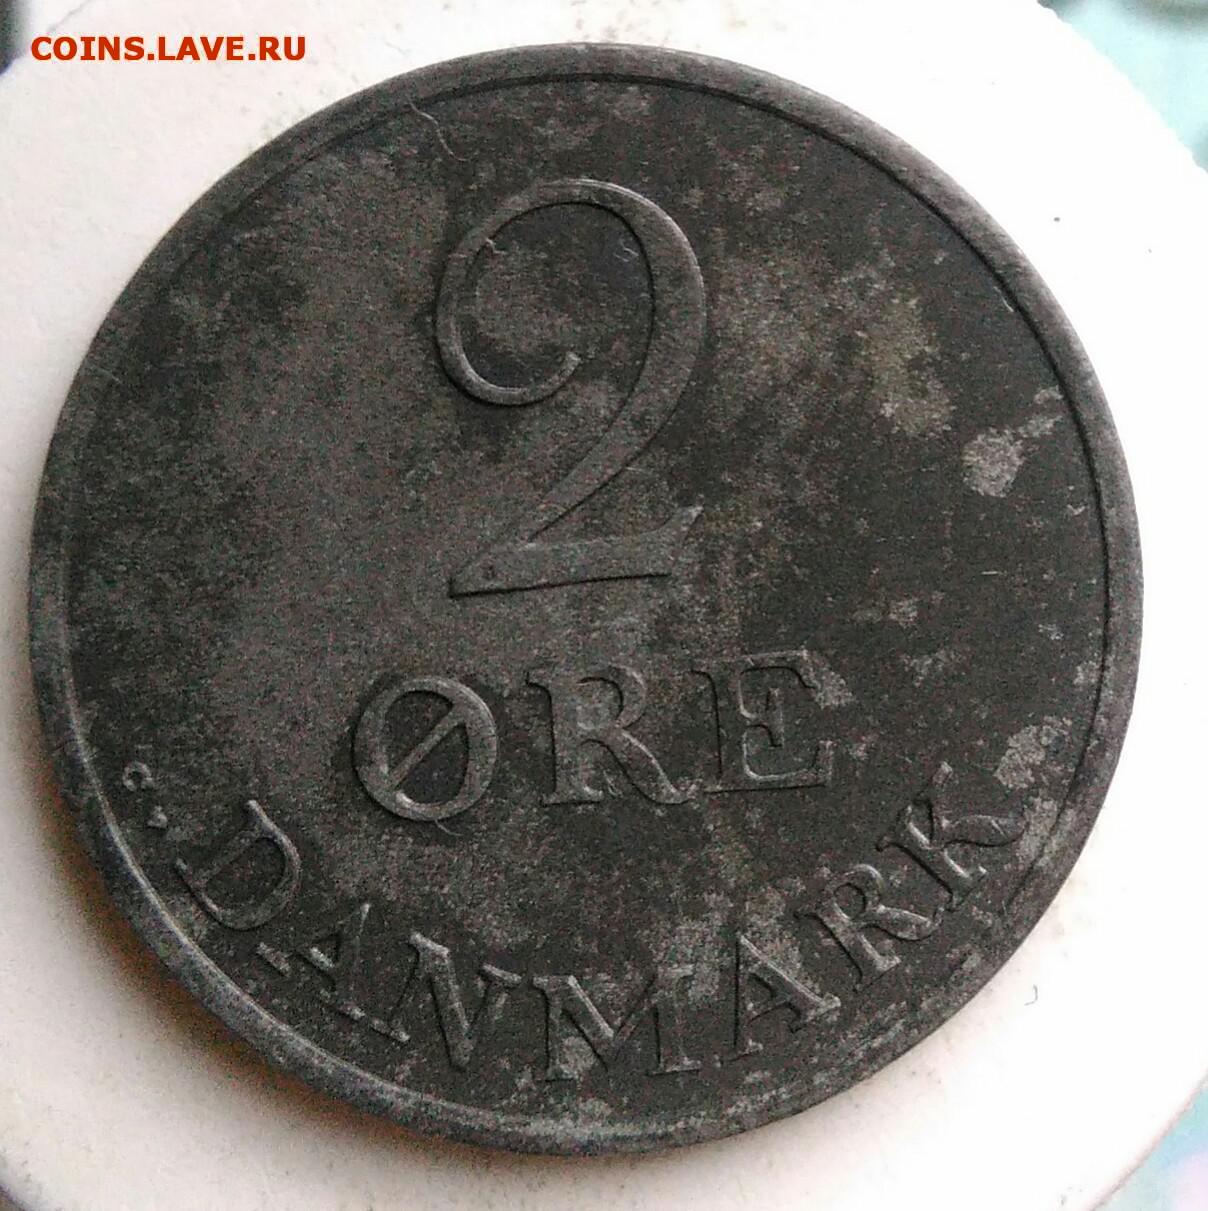 COINS.LAVE.RU
2
ØRE
DANMARK